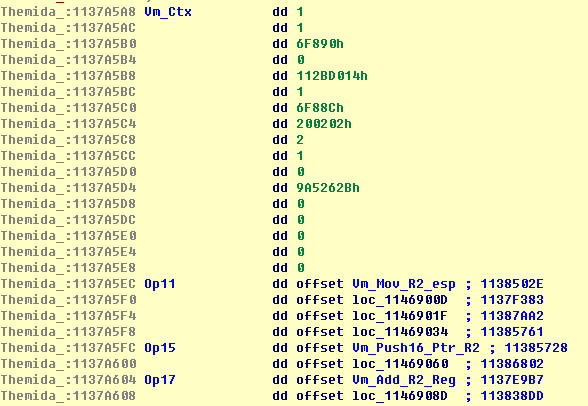 Themida_:1137A5A8 Vm_Ctx dd 1
Themida_:1137A5AC dd 1
Themida_:1137A5B0 dd 6F890h
Themida_:1137A5B4 dd 0
Themida_:1137A5B8 dd 112BD014h
Themida_:1137A5BC dd 1
Themida_:1137A5C0 dd 6F88Ch
Themida_:1137A5C4 dd 200202h
Themida_:1137A5C8 dd 2
Themida_:1137A5CC dd 1
Themida_:1137A5D0 dd 0
Themida_:1137A5D4 dd 9A5262Bh
Themida_:1137A5D8 dd 0
Themida_:1137A5DC dd 0
Themida_:1137A5E0 dd 0
Themida_:1137A5E4 dd 0
Themida_:1137A5E8 dd 0
Themida_:1137A5EC Op11 dd offset Vm_Mov_R2_esp ; 1138502E
Themida_:1137A5F0 dd offset loc_1146900D ; 1137F383
Themida_:1137A5F4 dd offset loc_1146901F ; 11387AA2
Themida_:1137A5F8 dd offset loc_11469034 ; 11385761
Themida_:1137A5FC Op15 dd offset Vm_Push16_Ptr_R2 ; 11385728
Themida_:1137A600 dd offset loc_11469060 ; 11386802
Themida_:1137A604 Op17 dd offset Vm_Add_R2_Reg ; 1137E9B7
Themida_:1137A608 dd offset loc_1146908D ; 113838DD